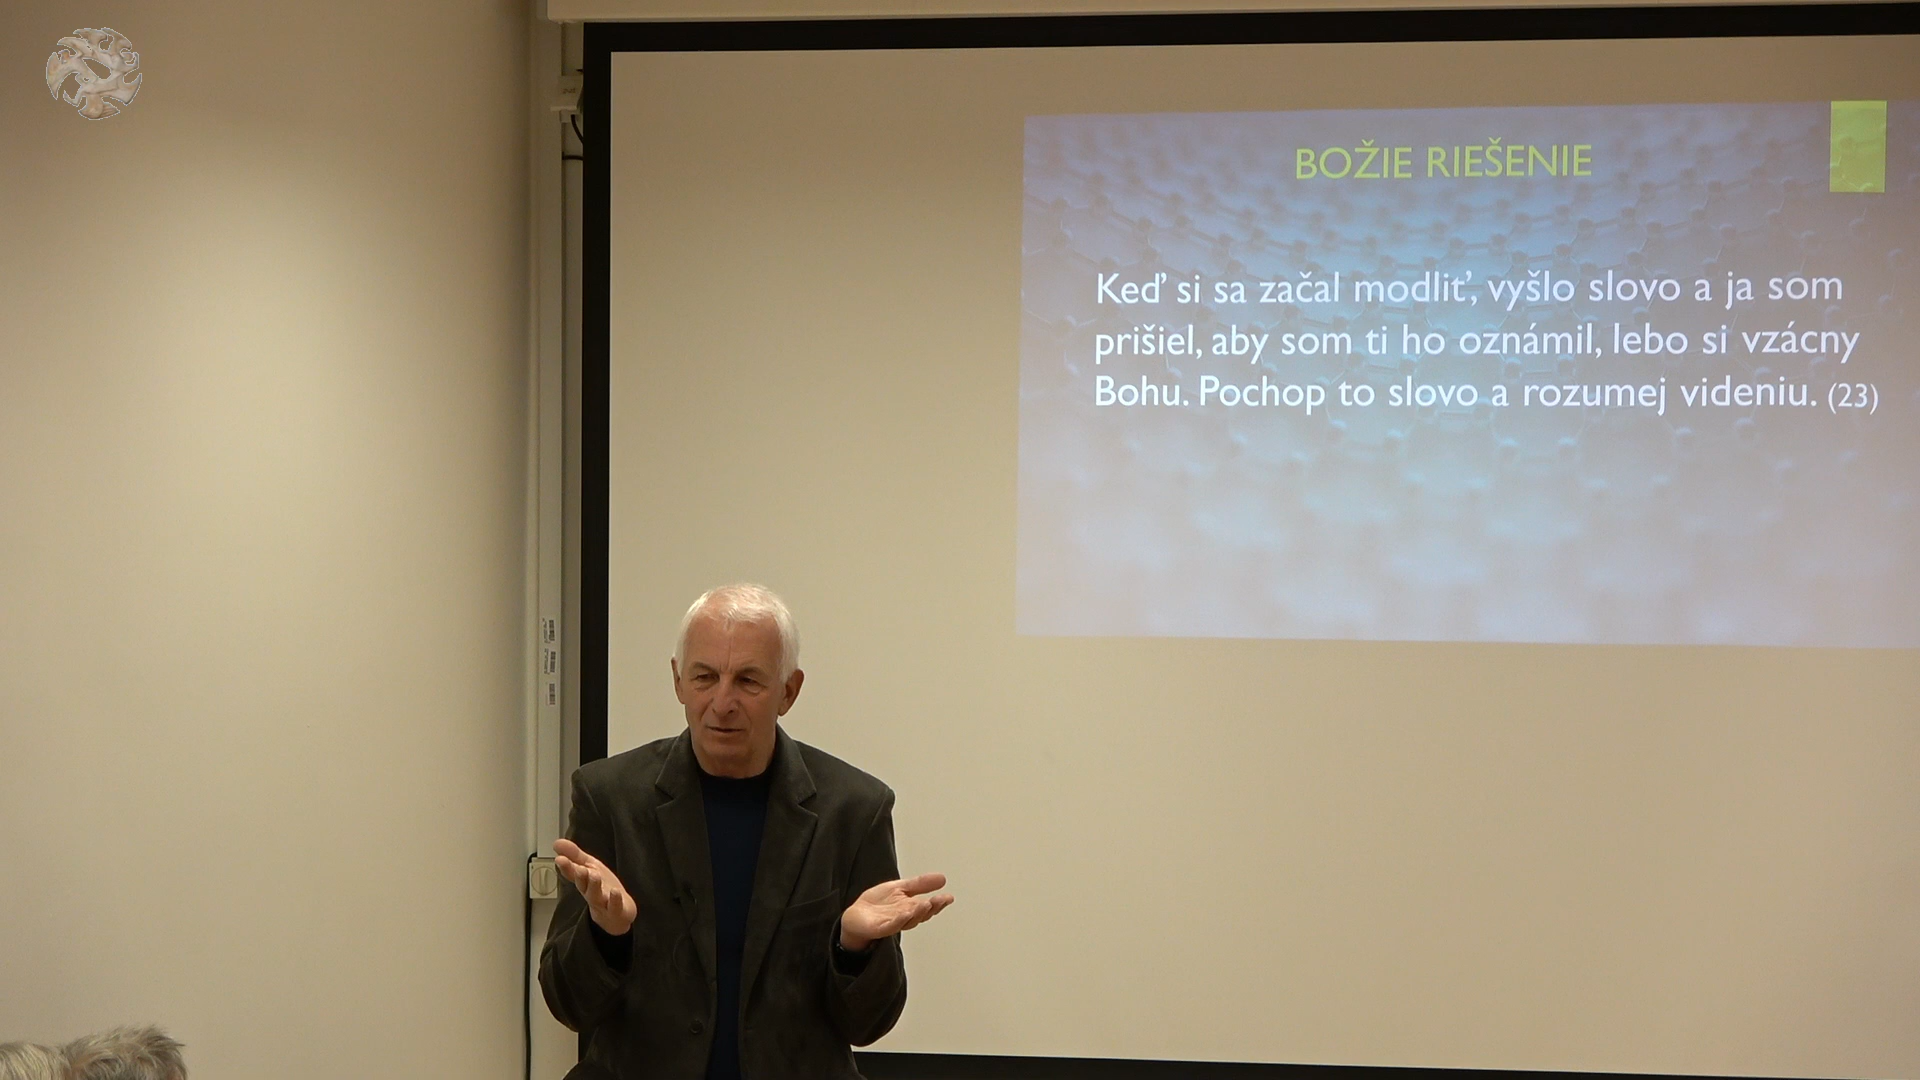 BOŽIE RIEŠENIE
Keď si sa začal modliť, vyšlo slovo a ja som
prišiel, aby som ti ho oznámil, lebo si vzácny
Bohu. Pochop to slovo a rozumej videniu. (23)